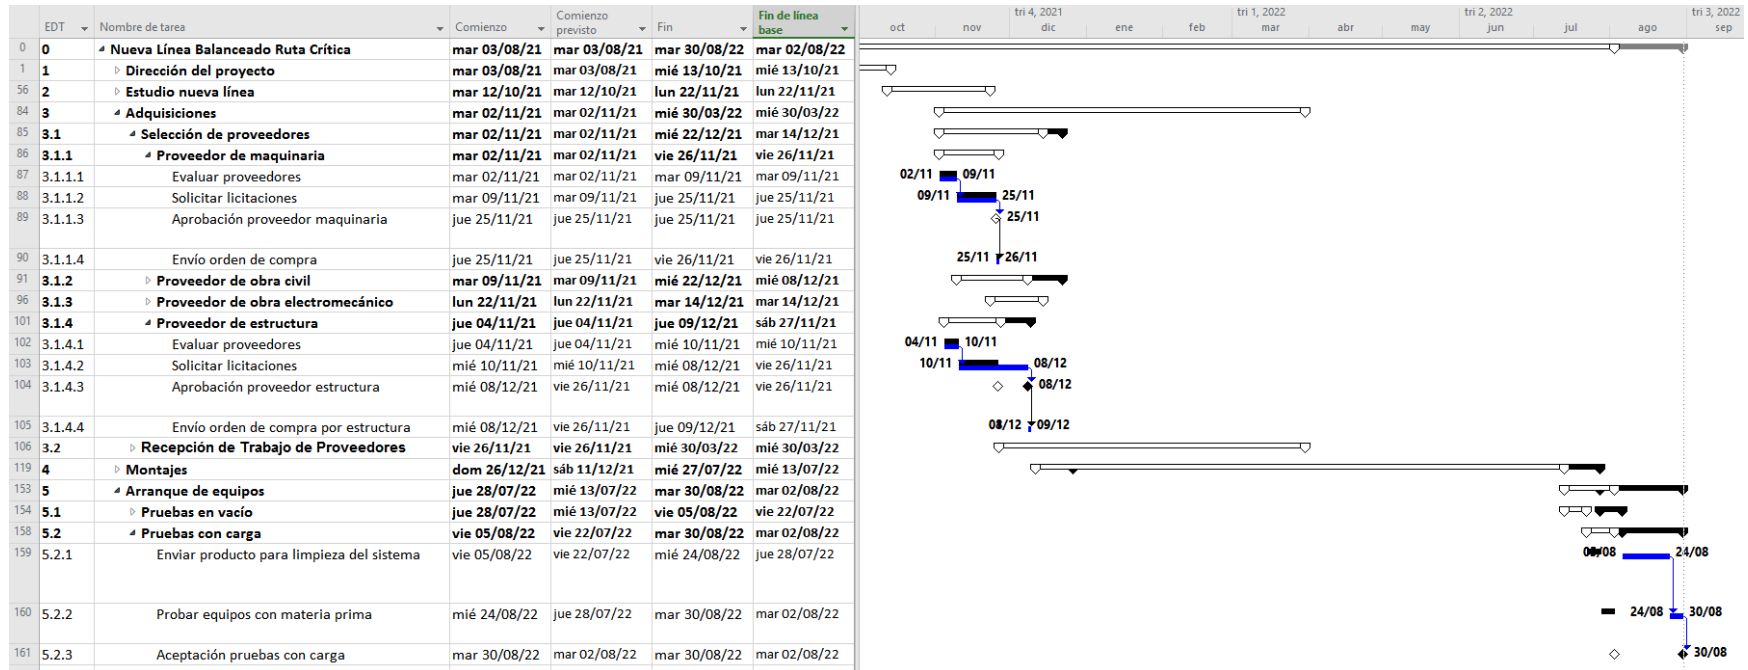 tri 4, 2021 tri 1, 2022 tri 2, 2022 tri 3, 2022
EDT Nombre de tarea Comienzo Comienzo previsto Fin Fin de línea base oct nov dic ene feb mar abr may jun jul ago sep
0 0 Nueva Línea Balanceado Ruta Crítica mar 03/08/21 mar 03/08/21 mar 30/08/22 mar 02/08/22
1 1 Dirección del proyecto mar 03/08/21 mar 03/08/21 mié 13/10/21 mié 13/10/21
56 2 Estudio nueva línea mar 12/10/21 mar 12/10/21 lun 22/11/21 lun 22/11/21
84 3 Adquisiciones mar 02/11/21 mar 02/11/21 mié 30/03/22 mié 30/03/22
85 3.1 Selección de proveedores mar 02/11/21 mar 02/11/21 mié 22/12/21 mar 14/12/21
86 3.1.1 Proveedor de maquinaria mar 02/11/21 mar 02/11/21 vie 26/11/21 vie 26/11/21
87 3.1.1.1 Evaluar proveedores mar 02/11/21 mar 02/11/21 mar 09/11/21 mar 09/11/21 02/11 09/11
88 3.1.1.2 Solicitar licitaciones mar 09/11/21 mar 09/11/21 jue 25/11/21 jue 25/11/21 09/11 25/11
89 3.1.1.3 Aprobación proveedor maquinaria jue 25/11/21 jue 25/11/21 jue 25/11/21 jue 25/11/21 25/11
90 3.1.1.4 Envío orden de compra jue 25/11/21 jue 25/11/21 vie 26/11/21 vie 26/11/21 25/11 26/11
91 3.1.2 Proveedor de obra civil mar 09/11/21 mar 09/11/21 mié 22/12/21 mié 08/12/21
96 3.1.3 Proveedor de obra electromecánico lun 22/11/21 lun 22/11/21 mar 14/12/21 mar 14/12/21
101 3.1.4 Proveedor de estructura jue 04/11/21 jue 04/11/21 jue 09/12/21 sáb 27/11/21
102 3.1.4.1 Evaluar proveedores jue 04/11/21 jue 04/11/21 mié 10/11/21 mié 10/11/21 04/11 10/11
103 3.1.4.2 Solicitar licitaciones mié 10/11/21 mié 10/11/21 mié 08/12/21 vie 26/11/21 10/11 08/12
104 3.1.4.3 Aprobación proveedor estructura mié 08/12/21 vie 26/11/21 mié 08/12/21 vie 26/11/21 08/12
105 3.1.4.4 Envío orden de compra por estructura mié 08/12/21 vie 26/11/21 jue 09/12/21 sáb 27/11/21 08/12 09/12
106 3.2 Recepción de Trabajo de Proveedores vie 26/11/21 vie 26/11/21 mié 30/03/22 mié 30/03/22
119 4 Montajes dom 26/12/21 sáb 11/12/21 mié 27/07/22 mié 13/07/22
153 5 Arranque de equipos jue 28/07/22 mié 13/07/22 mar 30/08/22 mar 02/08/22
154 5.1 Pruebas en vacío jue 28/07/22 mié 13/07/22 vie 05/08/22 vie 22/07/22
158 5.2 Pruebas con carga vie 05/08/22 vie 22/07/22 mar 30/08/22 mar 02/08/22
159 5.2.1 Enviar producto para limpieza del sistema vie 05/08/22 vie 22/07/22 mié 24/08/22 jue 28/07/22 24/08
160 5.2.2 Probar equipos con materia prima mié 24/08/22 jue 28/07/22 mar 30/08/22 mar 02/08/22 24/08 30/08
161 5.2.3 Aceptación pruebas con carga mar 30/08/22 mar 02/08/22 mar 30/08/22 mar 02/08/22 30/08